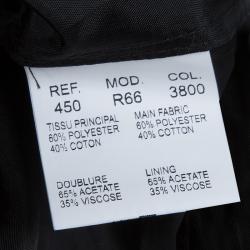 REF. MOD. COL.
450 R66 3800
TISSU PRINCIPAL MAIN FABRIC
60% POLYESTER 60% POLYESTER
40% COTTON 40% COTTON
DOUBLURE LINING
65% ACETATE 65% ACETATE
35% VISCOSE 35% VISCOSE